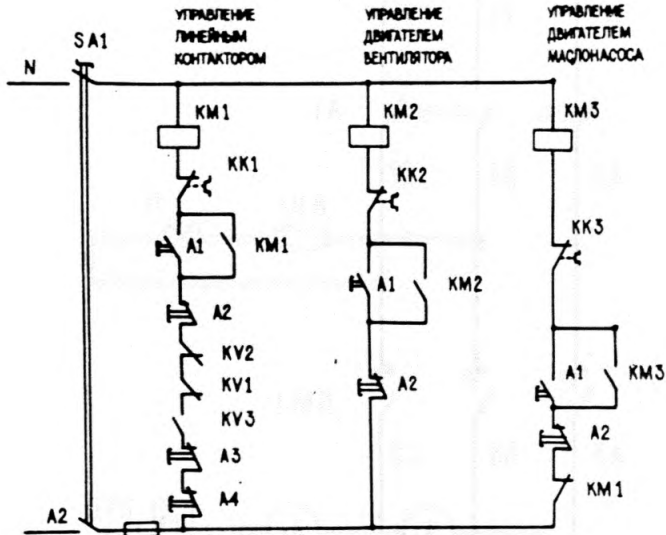 УПРАВЛЕНИЕ
ЛИНЕЙНЫМ
КОНТАКТОРОМ
УПРАВЛЕНИЕ
ДВИГАТЕЛЕМ
ВЕНТИЛЯТОРА
УПРАВЛЕНИЕ
ДВИГАТЕЛЕМ
МАСЛОНАСОСА
SA1
N
KM1
KM2
KM3
KK1
KK2
KK3
A1
KM1
A1
KM2
A2
KV2
KV1
A2
A1
KM3
KV3
A2
A3
A4
KM1
A2